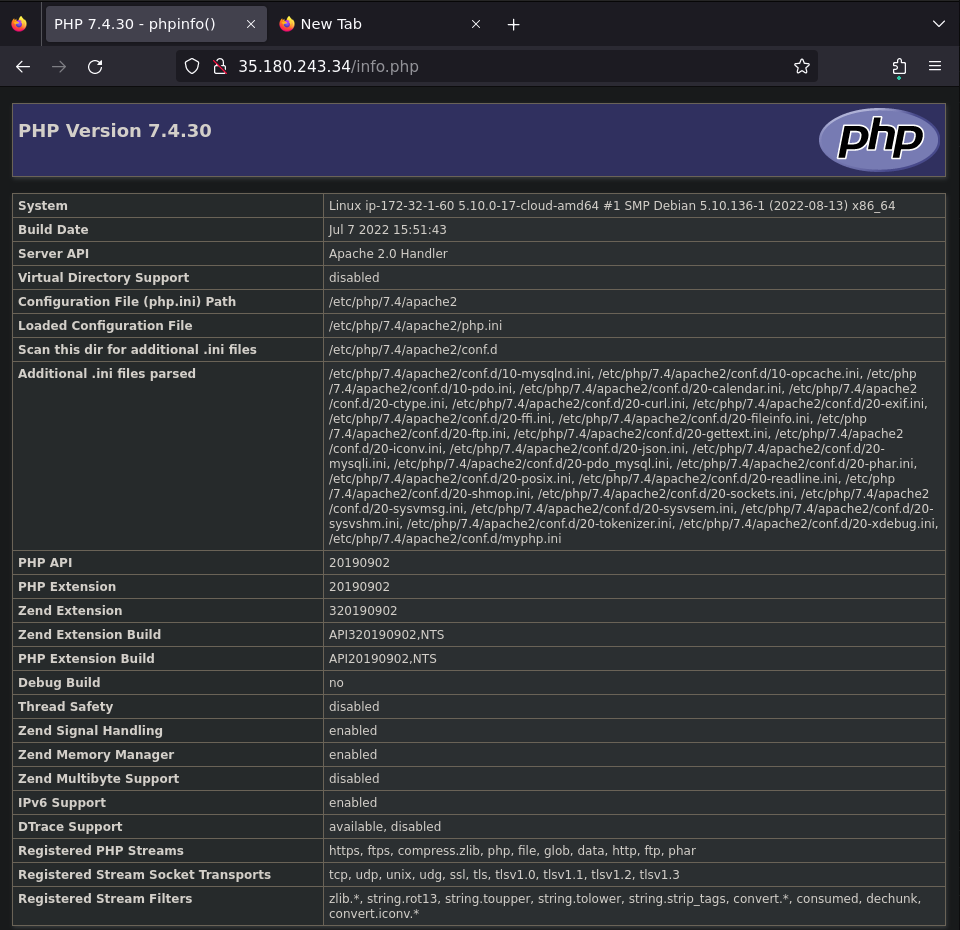 PHP 7.4.30 - phpinfo()
New Tab
35.180.243.34/info.php
PHP Version 7.4.30
php
System Linux ip-172-32-1-60 5.10.0-17-cloud-amd64 #1 SMP Debian 5.10.136-1 (2022-08-13) x86_64
Build Date Jul 7 2022 15:51:43
Server API Apache 2.0 Handler
Virtual Directory Support disabled
Configuration File (php.ini) Path /etc/php/7.4/apache2
Loaded Configuration File /etc/php/7.4/apache2/php.ini
Scan this dir for additional .ini files /etc/php/7.4/apache2/conf.d
Additional .ini files parsed /etc/php/7.4/apache2/conf.d/10-mysqlnd.ini, /etc/php/7.4/apache2/conf.d/10-opcache.ini, /etc/php
/7.4/apache2/conf.d/10-pdo.ini, /etc/php/7.4/apache2/conf.d/20-calendar.ini, /etc/php/7.4/apache2
/conf.d/20-ctype.ini, /etc/php/7.4/apache2/conf.d/20-curl.ini, /etc/php/7.4/apache2/conf.d/20-exif.ini,
/etc/php/7.4/apache2/conf.d/20-ffi.ini, /etc/php/7.4/apache2/conf.d/20-fileinfo.ini, /etc/php
/7.4/apache2/conf.d/20-ftp.ini, /etc/php/7.4/apache2/conf.d/20-gettext.ini, /etc/php/7.4/apache2
/conf.d/20-iconv.ini, /etc/php/7.4/apache2/conf.d/20-json.ini, /etc/php/7.4/apache2/conf.d/20-
mysqli.ini, /etc/php/7.4/apache2/conf.d/20-pdo_mysql.ini, /etc/php/7.4/apache2/conf.d/20-phar.ini,
/etc/php/7.4/apache2/conf.d/20-posix.ini, /etc/php/7.4/apache2/conf.d/20-readline.ini, /etc/php
/7.4/apache2/conf.d/20-shmop.ini, /etc/php/7.4/apache2/conf.d/20-sockets.ini, /etc/php/7.4/apache2
/conf.d/20-sysvmsg.ini, /etc/php/7.4/apache2/conf.d/20-sysvsem.ini, /etc/php/7.4/apache2/conf.d/20-
sysvshm.ini, /etc/php/7.4/apache2/conf.d/20-tokenizer.ini, /etc/php/7.4/apache2/conf.d/20-xdebug.ini,
/etc/php/7.4/apache2/conf.d/myphp.ini
PHP API 20190902
PHP Extension 20190902
Zend Extension 320190902
Zend Extension Build API320190902,NTS
PHP Extension Build API20190902,NTS
Debug Build no
Thread Safety disabled
Zend Signal Handling enabled
Zend Memory Manager enabled
Zend Multibyte Support disabled
IPv6 Support enabled
DTrace Support available, disabled
Registered PHP Streams https, ftps, compress.zlib, php, file, glob, data, http, ftp, phar
Registered Stream Socket Transports tcp, udp, unix, udg, ssl, tls, tlsv1.0, tlsv1.1, tlsv1.2, tlsv1.3
Registered Stream Filters zlib.*, string.rot13, string.toupper, string.tolower, string.strip_tags, convert.*, consumed, dechunk,
convert.iconv.*